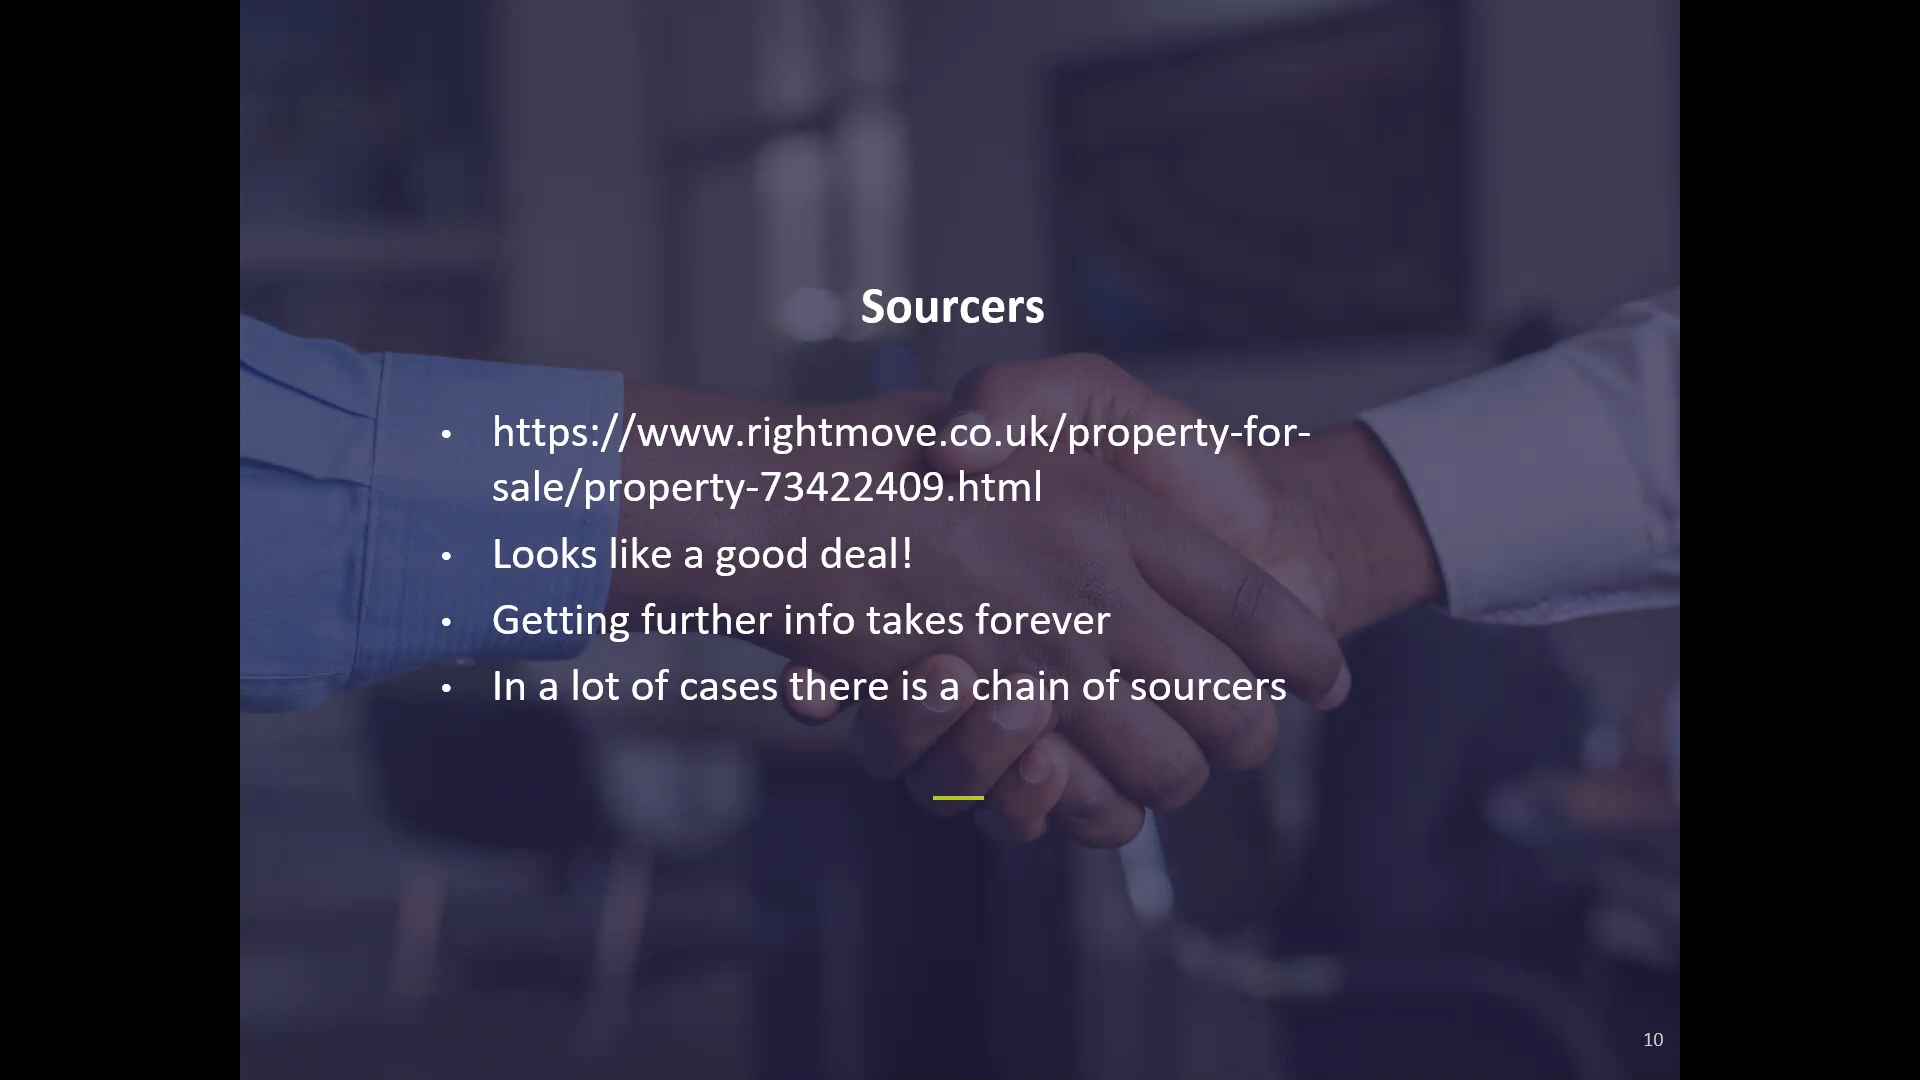 Sourcers
• https://www.rightmove.co.uk/property-for-
sale/property-73422409.html
• Looks like a good deal!
• Getting further info takes forever
• In a lot of cases there is a chain of sourcers
10